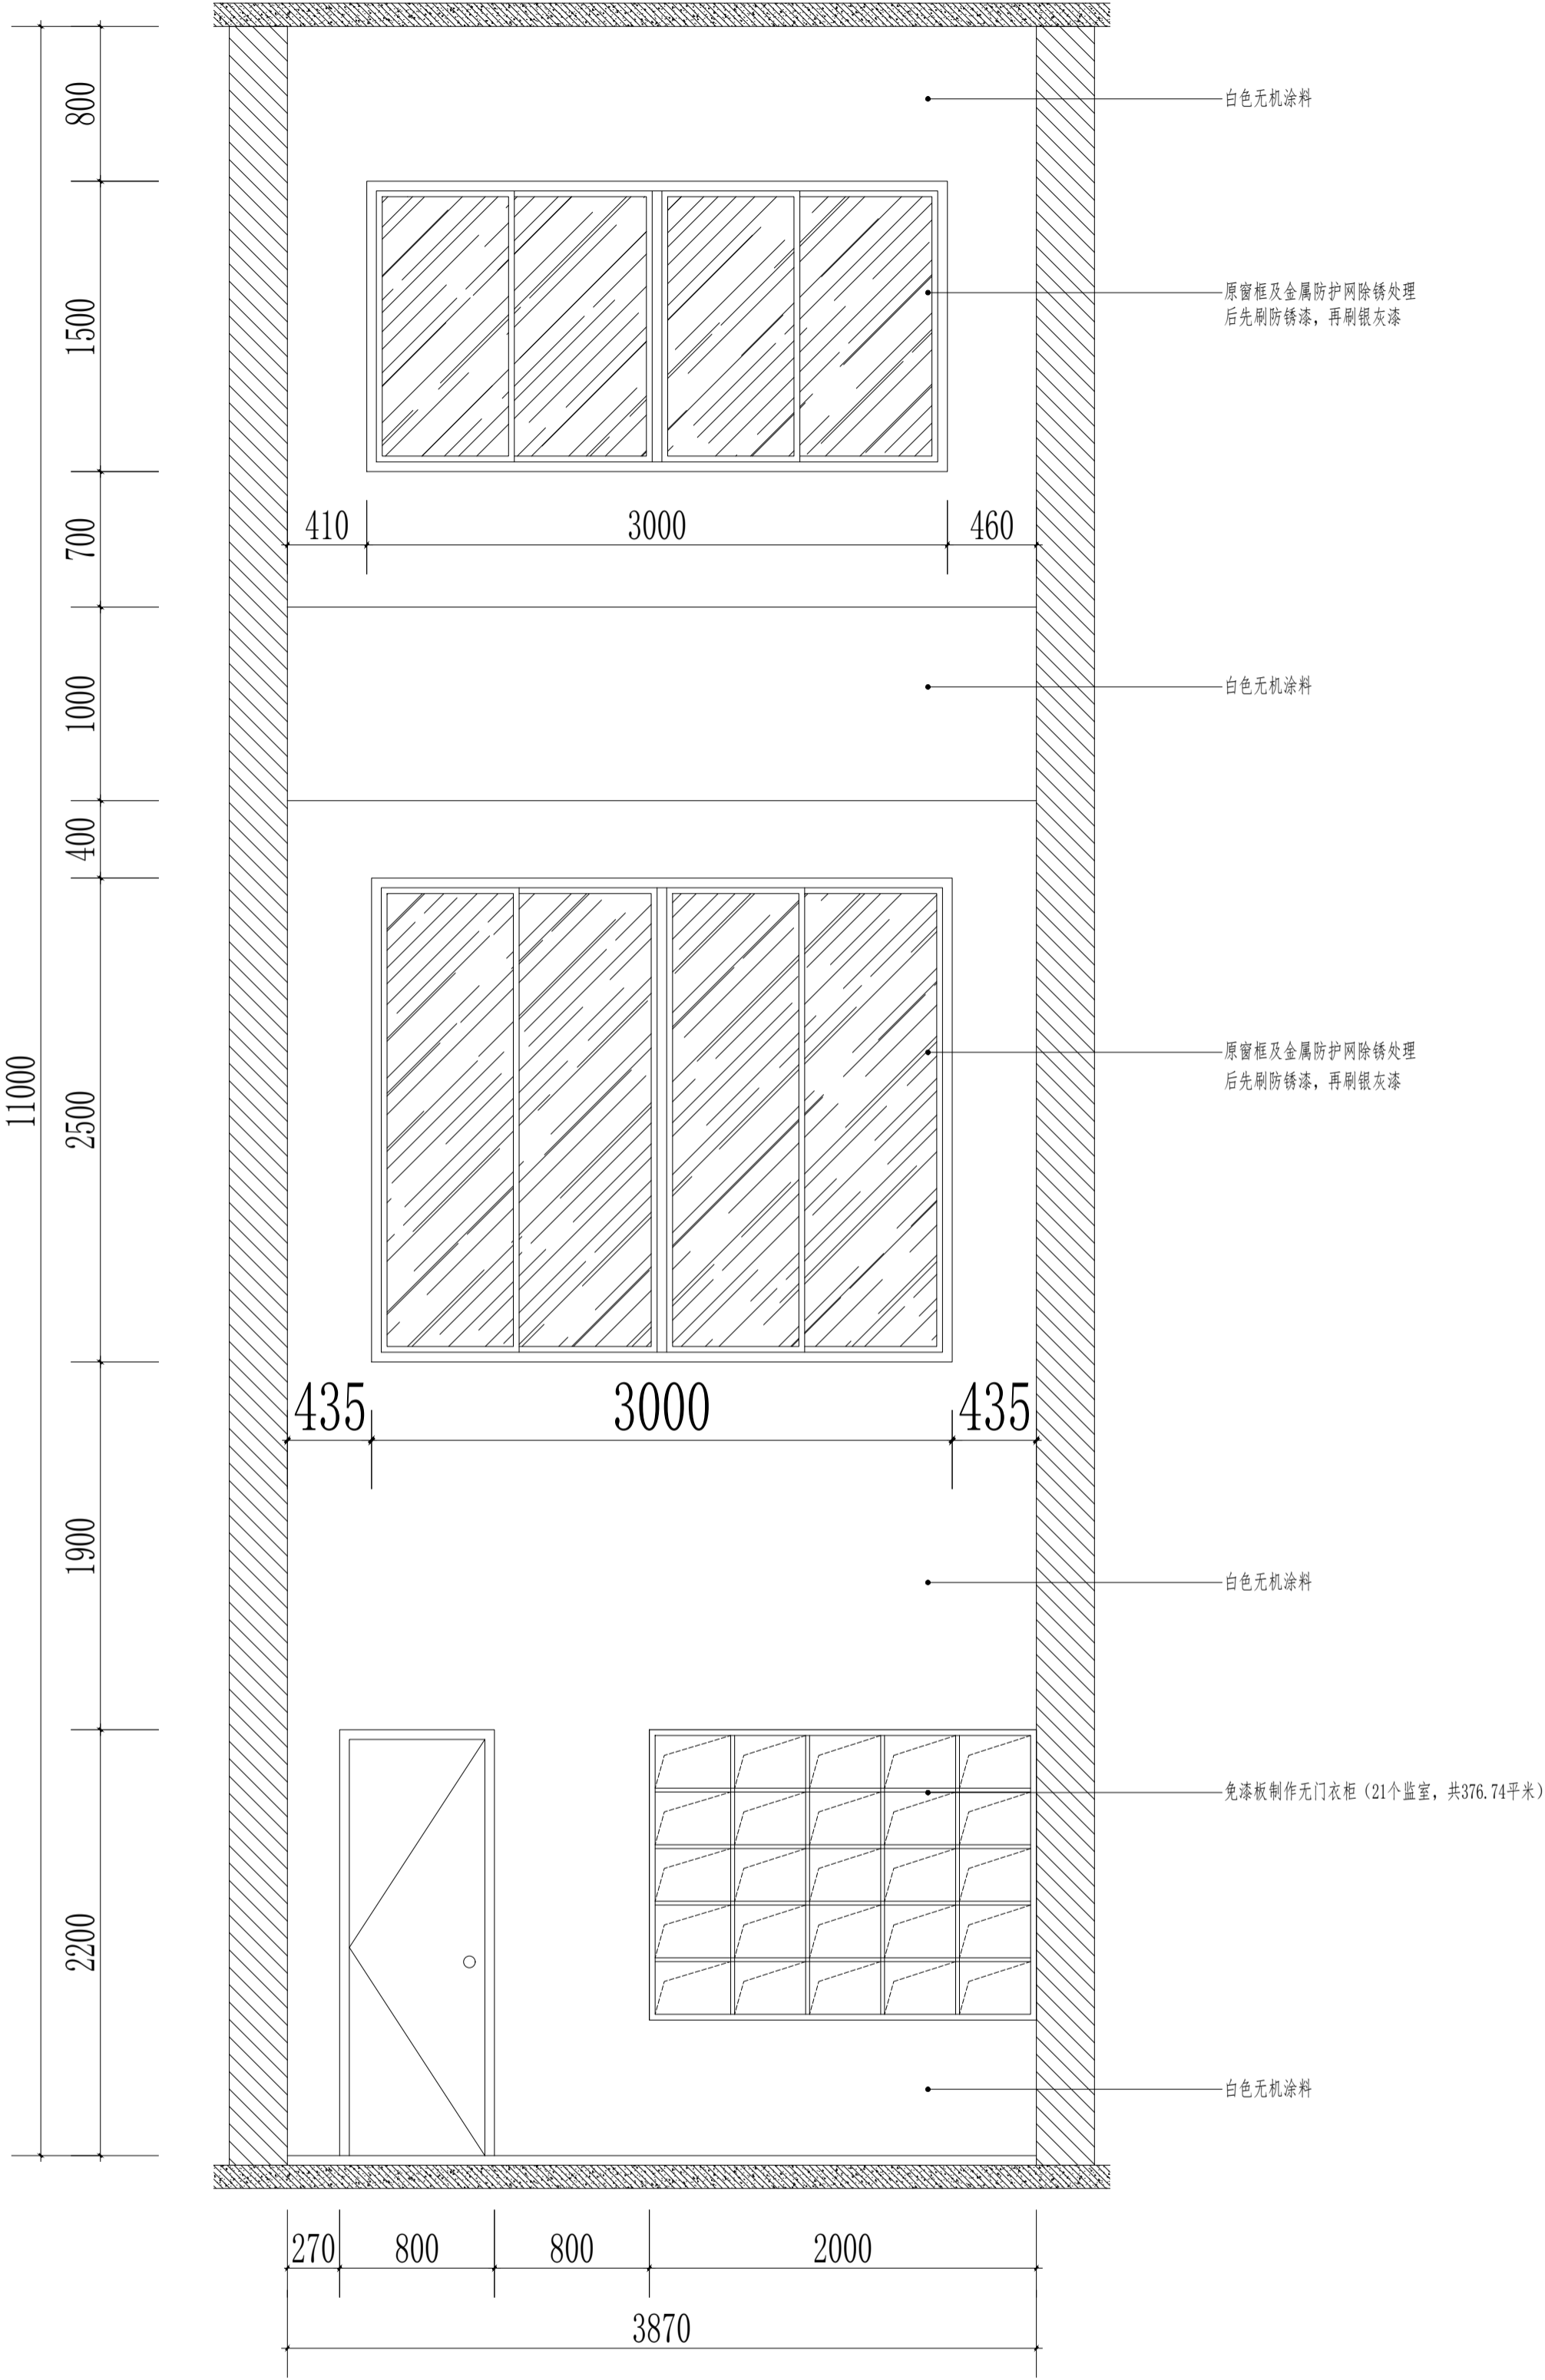 800
白色无机涂料
1500
原窗框及金属防护网除锈处理
后先刷防锈漆，再刷银灰漆
700
410
3000
460
1000
白色无机涂料
400
11000
2500
原窗框及金属防护网除锈处理
后先刷防锈漆，再刷银灰漆
435
3000
435
1900
白色无机涂料
2200
免漆板制作无门衣柜（21个监室，共376.74平米）
白色无机涂料
270
800
800
2000
3870